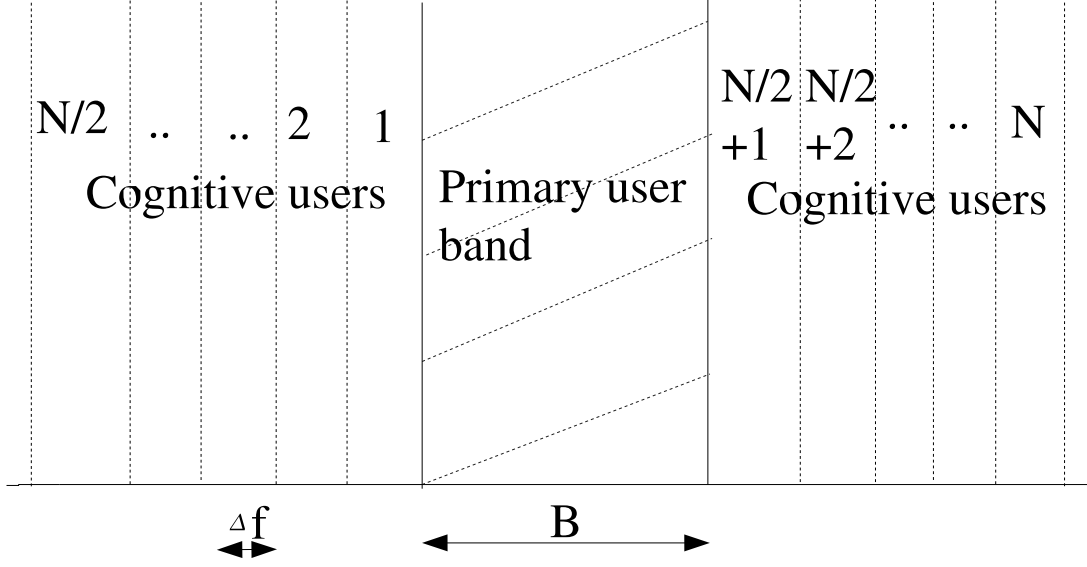 N/2 .. .. 2 1
Cognitive users
Primary user
band
N/2 N/2 .. .. N
+1 +2
Cognitive users
Δf
B